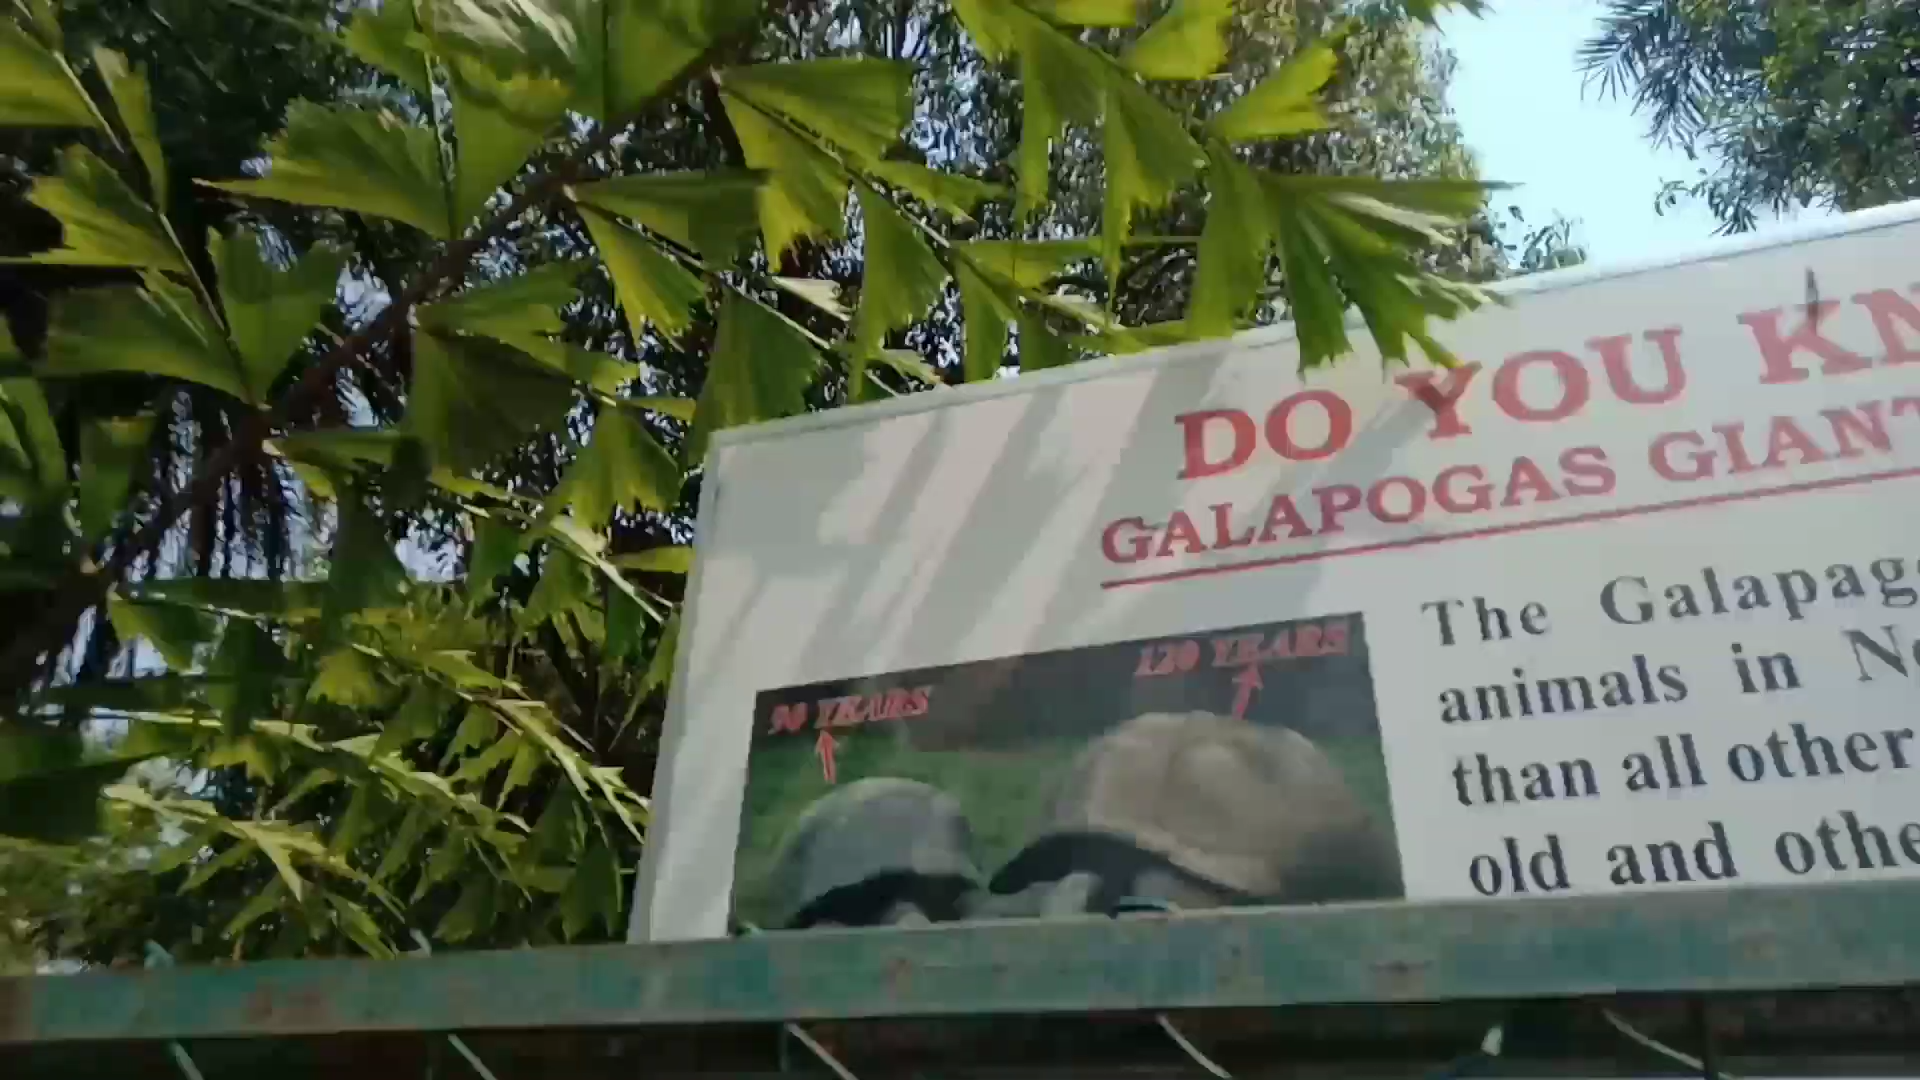 DO YOU KN
GALAPOGAS GIANT
90 YEARS
120 YEARS
The Galapag
animals in N
than all other
old and othe